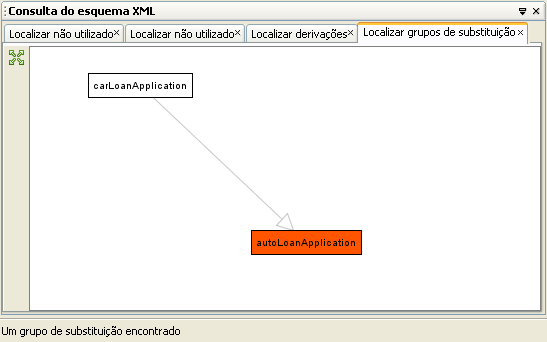 Consulta do esquema XML
Localizar não utilizado
Localizar não utilizado
Localizar derivações
Localizar grupos de substituição
carLoanApplication
autoLoanApplication
Um grupo de substituição encontrado